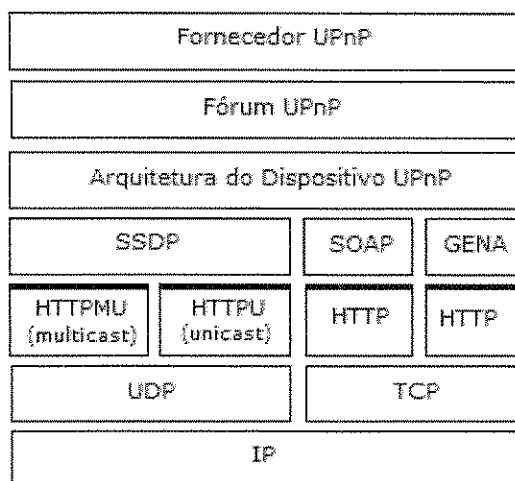 Fornecedor UPnP
Fórum UPnP
Arquitetura do Dispositivo UPnP
SSDP
SOAP
GENA
HTTPMU
(multicast)
HTTPU
(unicast)
HTTP
HTTP
UDP
TCP
IP